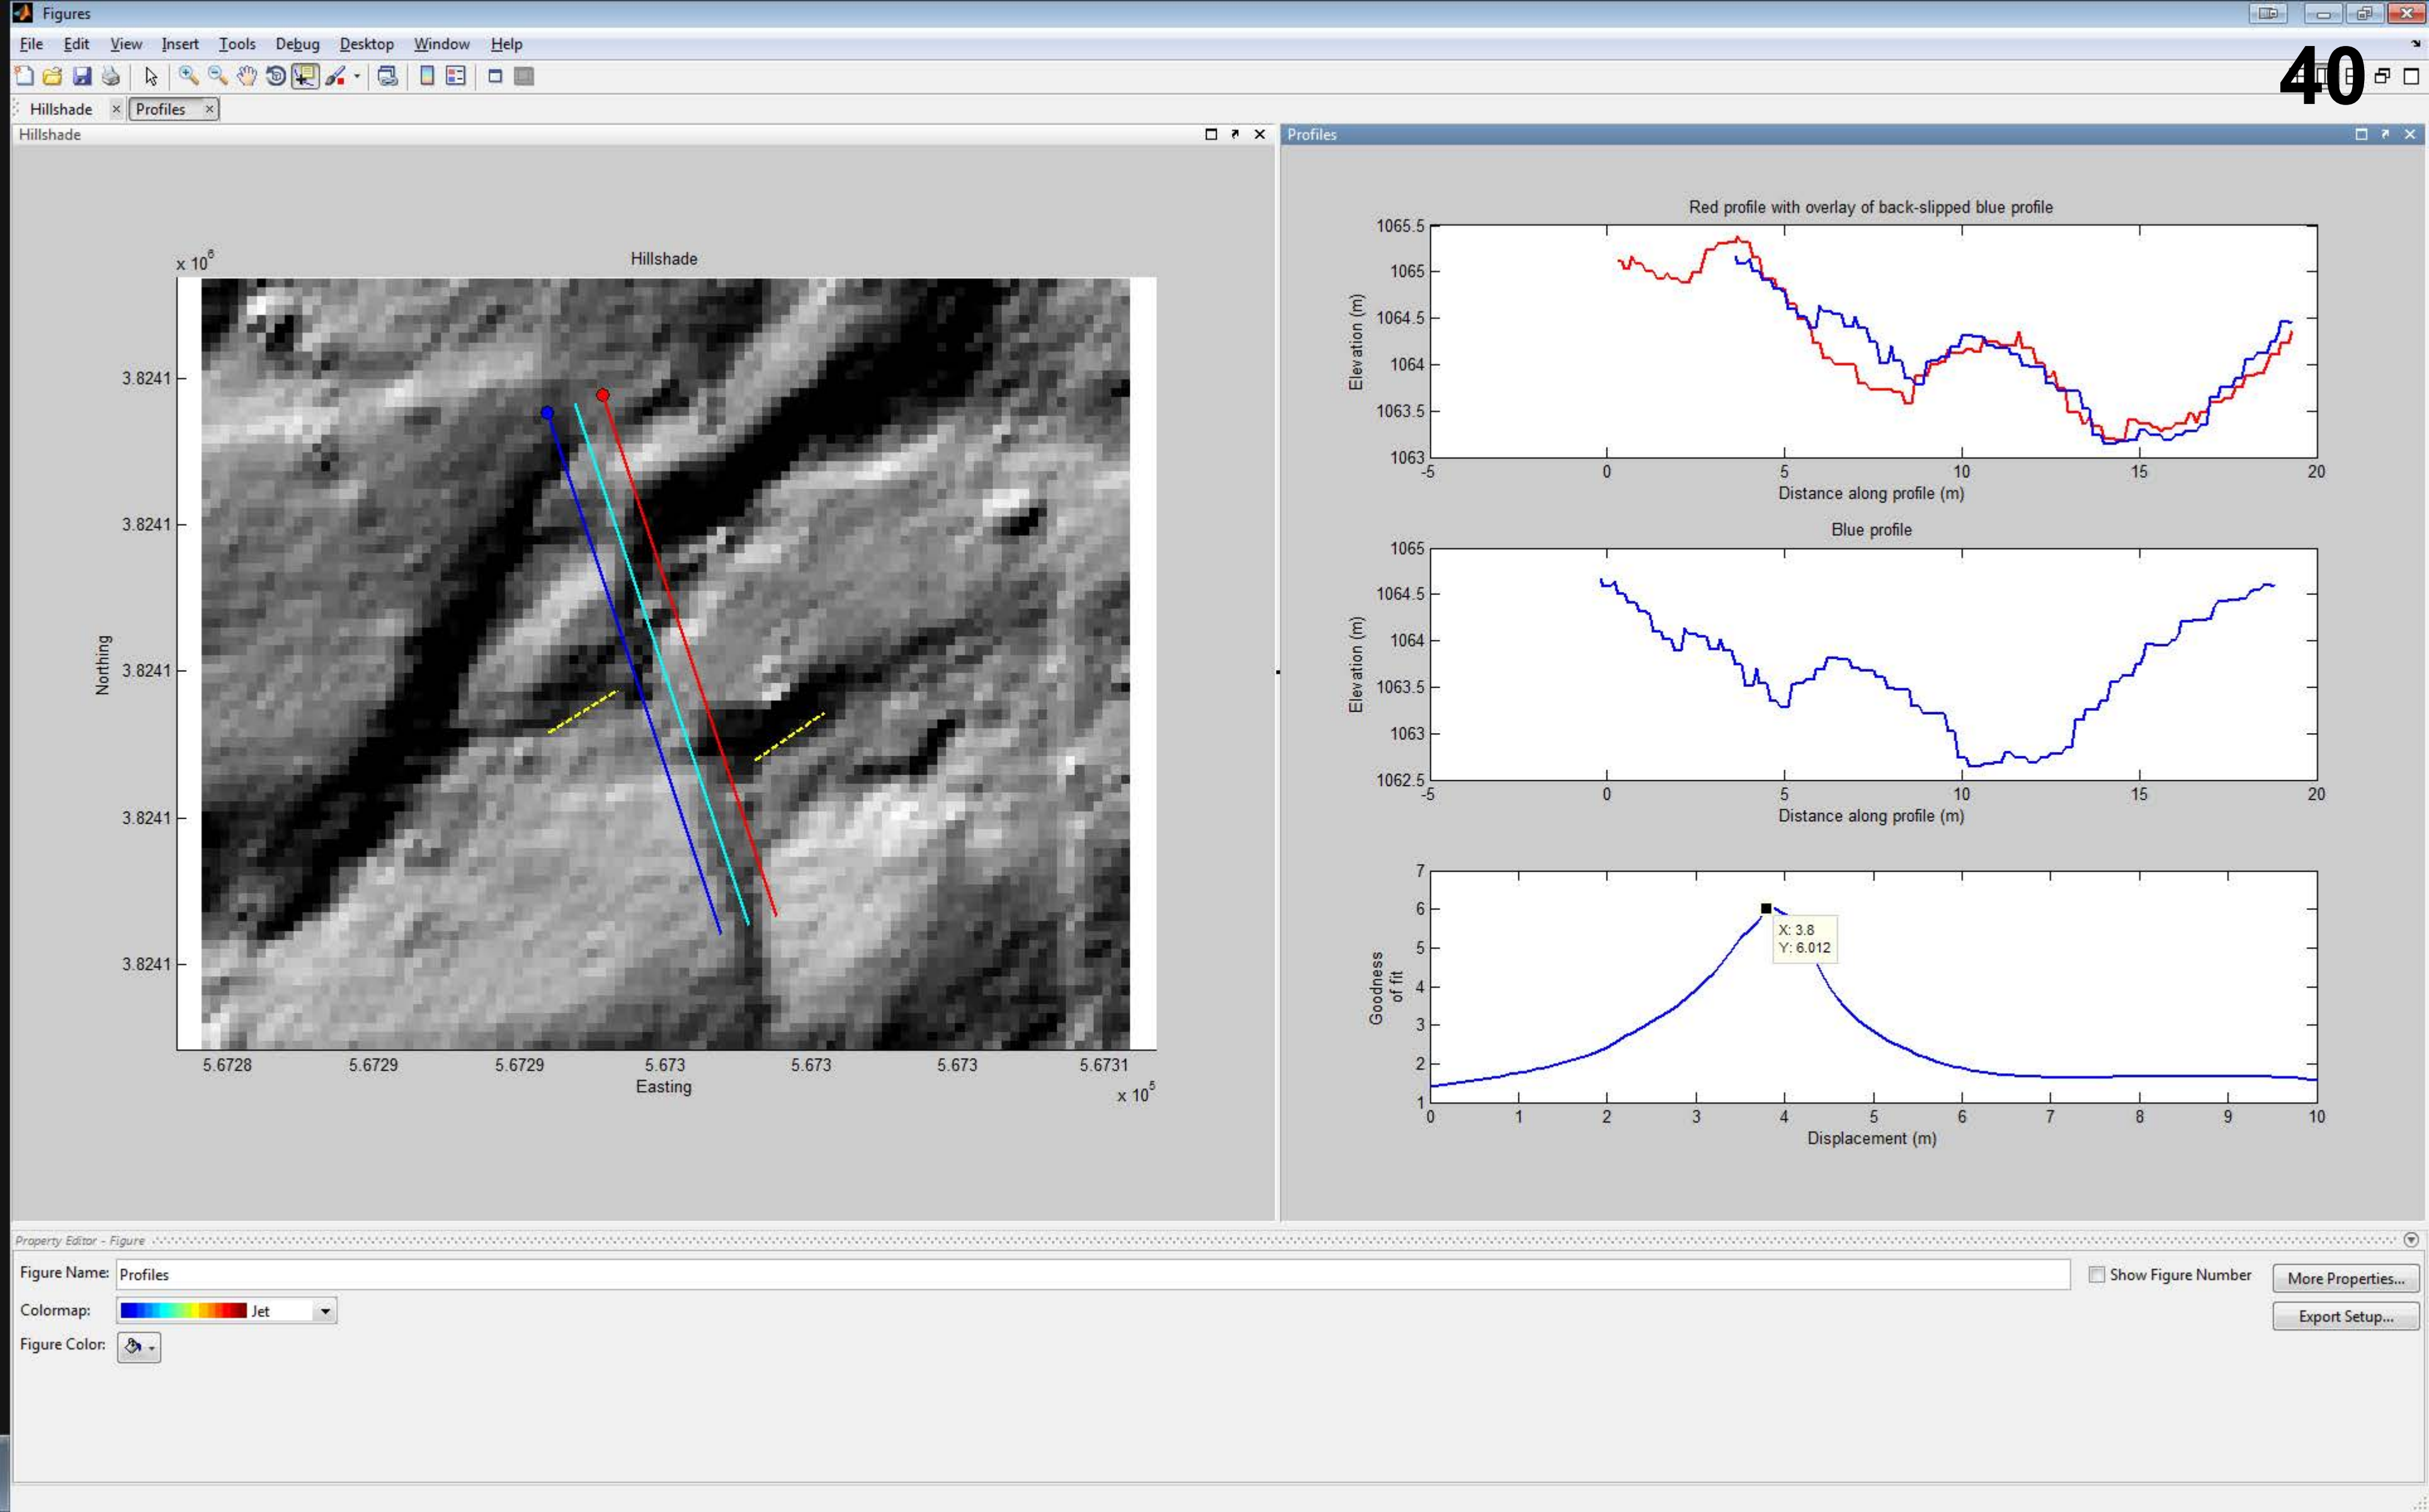 Figures
File Edit View Insert Tools Debug Desktop Window Help
40
Hillshade × Profiles ×
Hillshade
Profiles
Hillshade
x 10^6
3.8241
3.8241
3.8241
3.8241
3.8241
Northing
5.6728 5.6729 5.6729 5.673 5.673 5.673 5.6731
Easting
x 10^5
Red profile with overlay of back-slipped blue profile
1065.5
1065
1064.5
1064
1063.5
1063
Elevation (m)
-5 0 5 10 15 20
Distance along profile (m)
Blue profile
1065
1064.5
1064
1063.5
1063
1062.5
Elevation (m)
-5 0 5 10 15 20
Distance along profile (m)
7
6
5
4
3
2
1
Goodness
of fit
X: 3.8
Y: 6.012
0 1 2 3 4 5 6 7 8 9 10
Displacement (m)
Property Editor - Figure
Figure Name: Profiles
Show Figure Number
More Properties...
Colormap: Jet
Export Setup...
Figure Color: